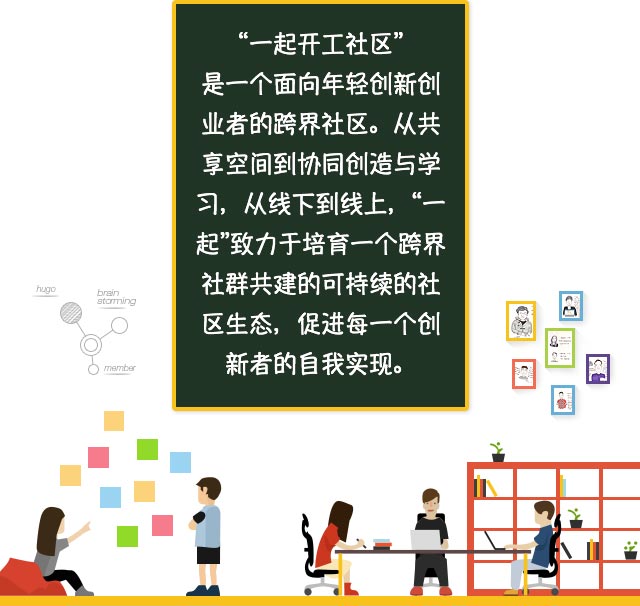 “一起开工社区”
是一个面向年轻创新创
业者的跨界社区。从共
享空间到协同创造与学
习，从线下到线上，“一
起”致力于培育一个跨界
社群共建的可持续的社
区生态，促进每一个创
新者的自我实现。
hugo
brain
storming
member